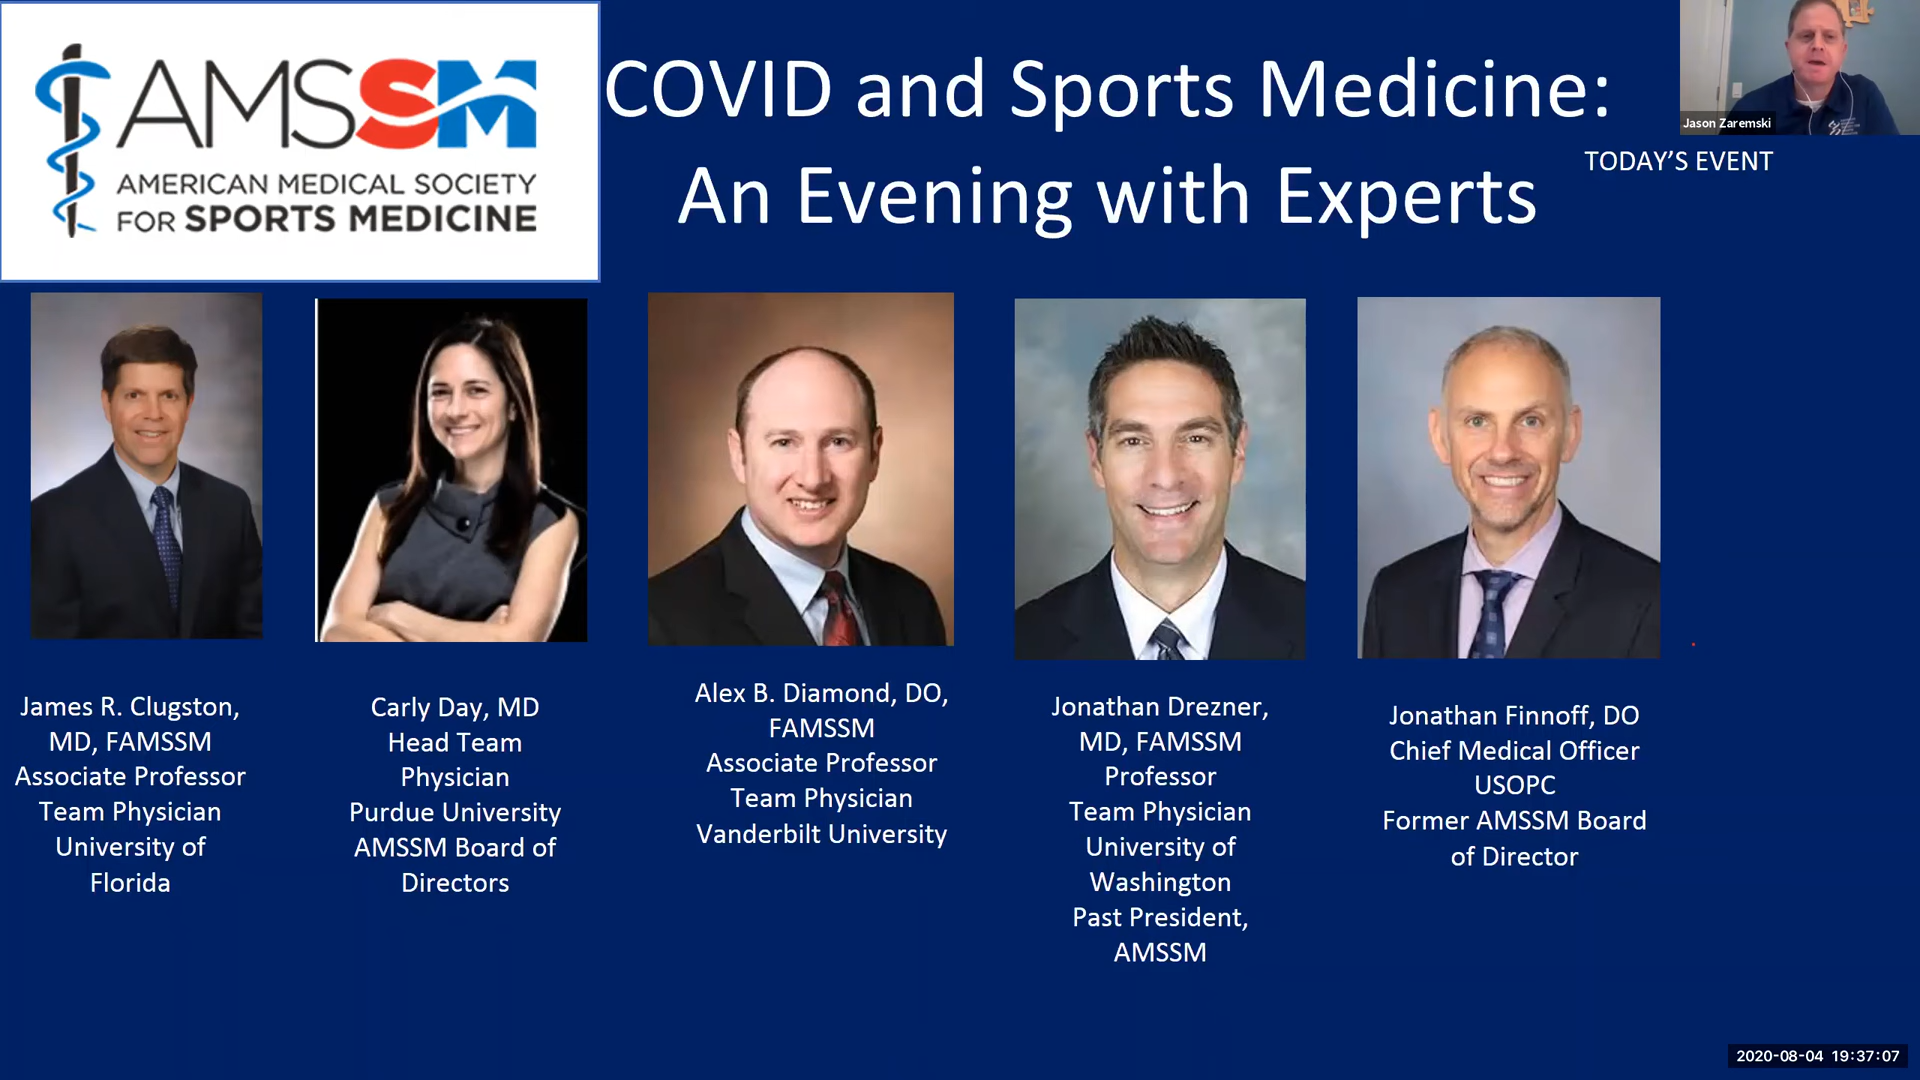 AMSSM
AMERICAN MEDICAL SOCIETY
FOR SPORTS MEDICINE
COVID and Sports Medicine:
An Evening with Experts
Jason Zaremski
TODAY'S EVENT
James R. Clugston,
MD, FAMSSM
Associate Professor
Team Physician
University of
Florida
Carly Day, MD
Head Team
Physician
Purdue University
AMSSM Board of
Directors
Alex B. Diamond, DO,
FAMSSM
Associate Professor
Team Physician
Vanderbilt University
Jonathan Drezner,
MD, FAMSSM
Professor
Team Physician
University of
Washington
Past President,
AMSSM
Jonathan Finnoff, DO
Chief Medical Officer
USOPC
Former AMSSM Board
of Director
2020-08-04 19:37:07